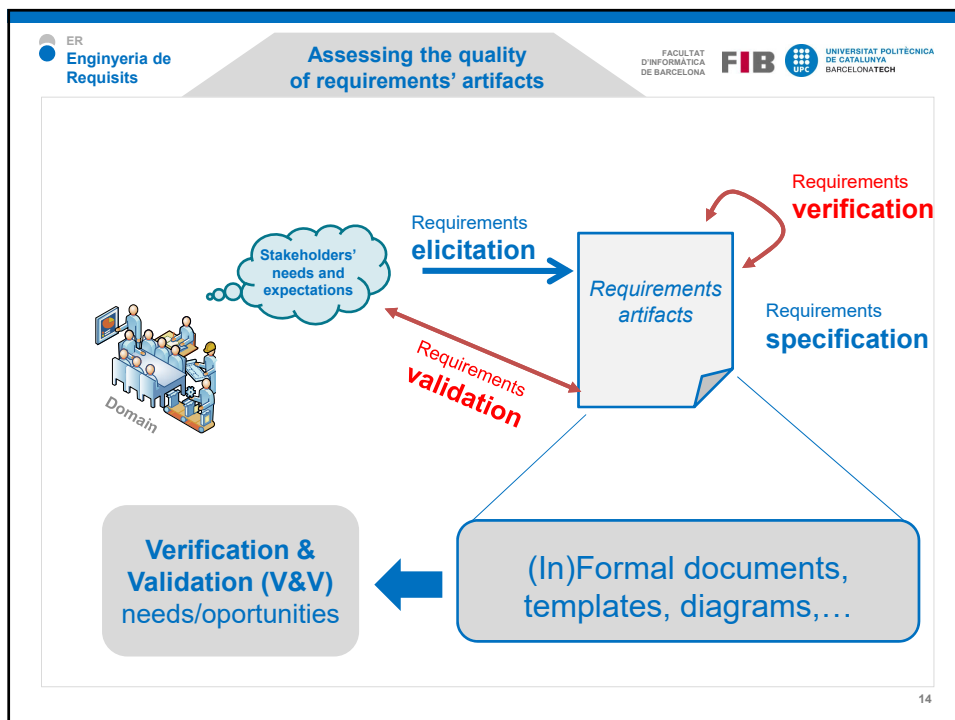 ER
Enginyeria de
Requisits
Assessing the quality
of requirements' artifacts
FACULTAT
D'INFORMÀTICA
DE BARCELONA
FIB
UPC
UNIVERSITAT POLITÈCNICA
DE CATALUNYA
BARCELONATECH
Requirements
verification
Requirements
elicitation
Stakeholders'
needs and
expectations
Requirements
artifacts
Requirements
specification
Requirements
validation
Domain
Verification &
Validation (V&V)
needs/oportunities
(In)Formal documents,
templates, diagrams,…
14